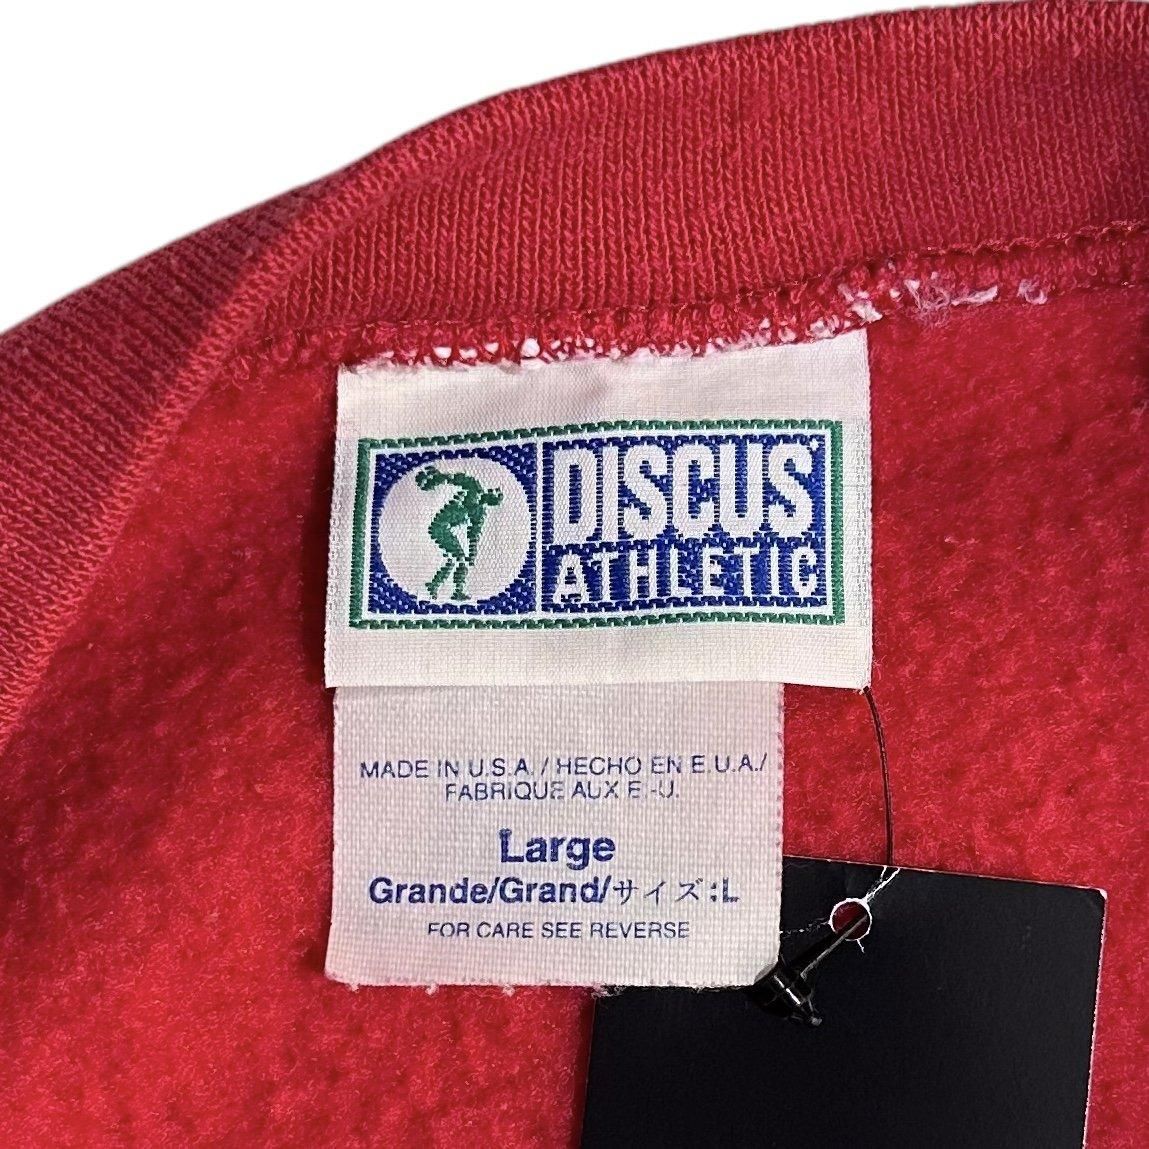 DISCUS
ATHLETIC
MADE IN U.S.A. / HECHO EN E.U.A./
FABRIQUE AUX E.-U.
Large
Grande/Grand/サイズ:L
FOR CARE SEE REVERSE